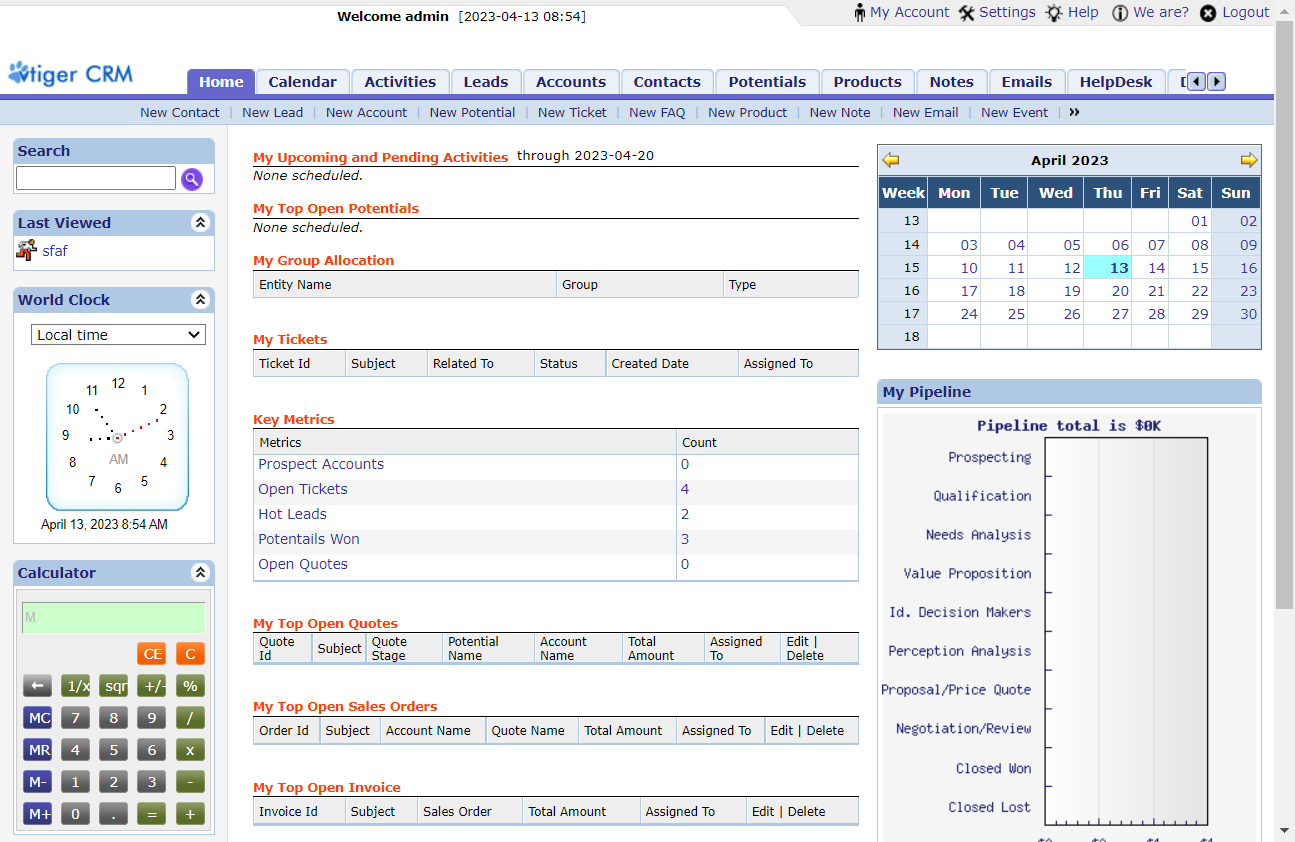 Welcome admin [2023-04-13 08:54]
My Account Settings Help We are? Logout
vtiger CRM
Home Calendar Activities Leads Accounts Contacts Potentials Products Notes Emails HelpDesk
New Contact | New Lead | New Account | New Potential | New Ticket | New FAQ | New Product | New Note | New Email | New Event | »
Search
Last Viewed
sfaf
World Clock
Local time
12
11 1
10 2
9 3
AM
8 4
7 5
6
April 13, 2023 8:54 AM
Calculator
M
CE C
← 1/x sqr +/- %
MC 7 8 9 /
MR 4 5 6 x
M- 1 2 3 -
M+ 0 . = +
My Upcoming and Pending Activities through 2023-04-20
None scheduled.
My Top Open Potentials
None scheduled.
My Group Allocation
Entity Name Group Type
My Tickets
Ticket Id Subject Related To Status Created Date Assigned To
Key Metrics
Metrics Count
Prospect Accounts 0
Open Tickets 4
Hot Leads 2
Potentails Won 3
Open Quotes 0
My Top Open Quotes
Quote Id Subject Quote Stage Potential Name Account Name Total Amount Assigned To Edit | Delete
My Top Open Sales Orders
Order Id Subject Account Name Quote Name Total Amount Assigned To Edit | Delete
My Top Open Invoice
Invoice Id Subject Sales Order Total Amount Assigned To Edit | Delete
April 2023
Week Mon Tue Wed Thu Fri Sat Sun
13 01 02
14 03 04 05 06 07 08 09
15 10 11 12 13 14 15 16
16 17 18 19 20 21 22 23
17 24 25 26 27 28 29 30
18
My Pipeline
Pipeline total is $0K
Prospecting
Qualification
Needs Analysis
Value Proposition
Id. Decision Makers
Perception Analysis
Proposal/Price Quote
Negotiation/Review
Closed Won
Closed Lost